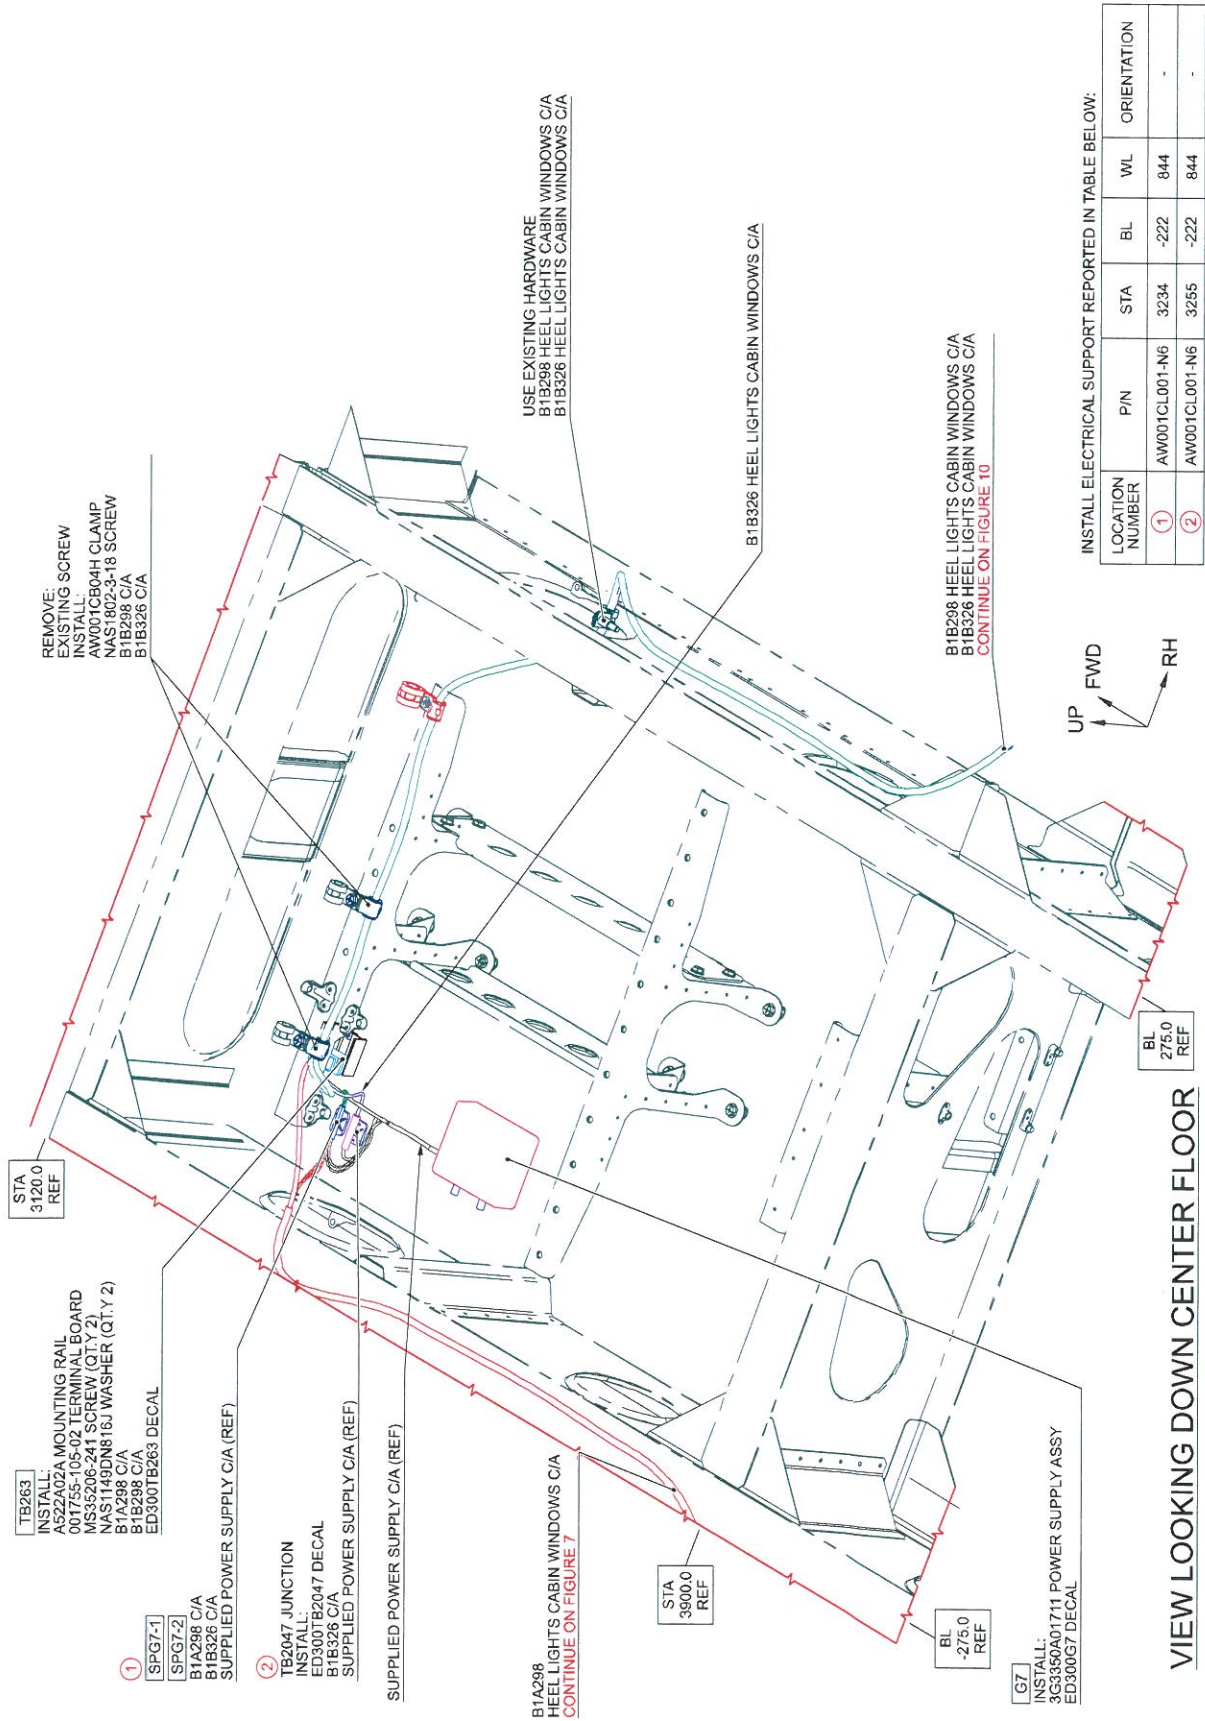 TB263
INSTALL:
A522A02A MOUNTING RAIL
001755-105-02 TERMINAL BOARD
MS35206-241 SCREW (QT.Y 2)
NAS1149DN816J WASHER (QT.Y 2)
B1A298 C/A
B1B298 C/A
ED300TB263 DECAL
1
SPG7-1
SPG7-2
B1A298 C/A
B1B326 C/A
SUPPLIED POWER SUPPLY C/A (REF)
2
TB2047 JUNCTION
INSTALL:
ED300TB2047 DECAL
B1B326 C/A
SUPPLIED POWER SUPPLY C/A (REF)
SUPPLIED POWER SUPPLY C/A (REF)
B1A298
HEEL LIGHTS CABIN WINDOWS C/A
CONTINUE ON FIGURE 7
G7
INSTALL:
3G3350A01711 POWER SUPPLY ASSY
ED300G7 DECAL
STA
3120.0
REF
STA
3900.0
REF
BL
-275.0
REF
BL
275.0
REF
REMOVE:
EXISTING SCREW
INSTALL:
AW001CB04H CLAMP
NAS1802-3-18 SCREW
B1B298 C/A
B1B326 C/A
USE EXISTING HARDWARE
B1B298 HEEL LIGHTS CABIN WINDOWS C/A
B1B326 HEEL LIGHTS CABIN WINDOWS C/A
B1B326 HEEL LIGHTS CABIN WINDOWS C/A
B1B298 HEEL LIGHTS CABIN WINDOWS C/A
B1B326 HEEL LIGHTS CABIN WINDOWS C/A
CONTINUE ON FIGURE 10
UP
FWD
RH
INSTALL ELECTRICAL SUPPORT REPORTED IN TABLE BELOW:
LOCATION NUMBER P/N STA BL WL ORIENTATION
1 AW001CL001-N6 3234 -222 844 -
2 AW001CL001-N6 3255 -222 844 -
VIEW LOOKING DOWN CENTER FLOOR